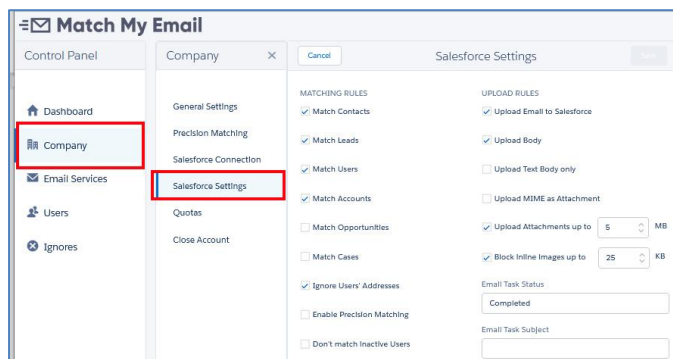 Match My Email
Control Panel
Company
Cancel
Salesforce Settings
Dashboard
Company
Email Services
Users
Ignores
General Settings
Precision Matching
Salesforce Connection
Salesforce Settings
Quotas
Close Account
MATCHING RULES
Match Contacts
Match Leads
Match Users
Match Accounts
Match Opportunities
Match Cases
Ignore Users' Addresses
Enable Precision Matching
Don't match Inactive Users
UPLOAD RULES
Upload Email to Salesforce
Upload Body
Upload Text Body only
Upload MIME as Attachment
Upload Attachments up to 5 MB
Block Inline Images up to 25 KB
Email Task Status
Completed
Email Task Subject